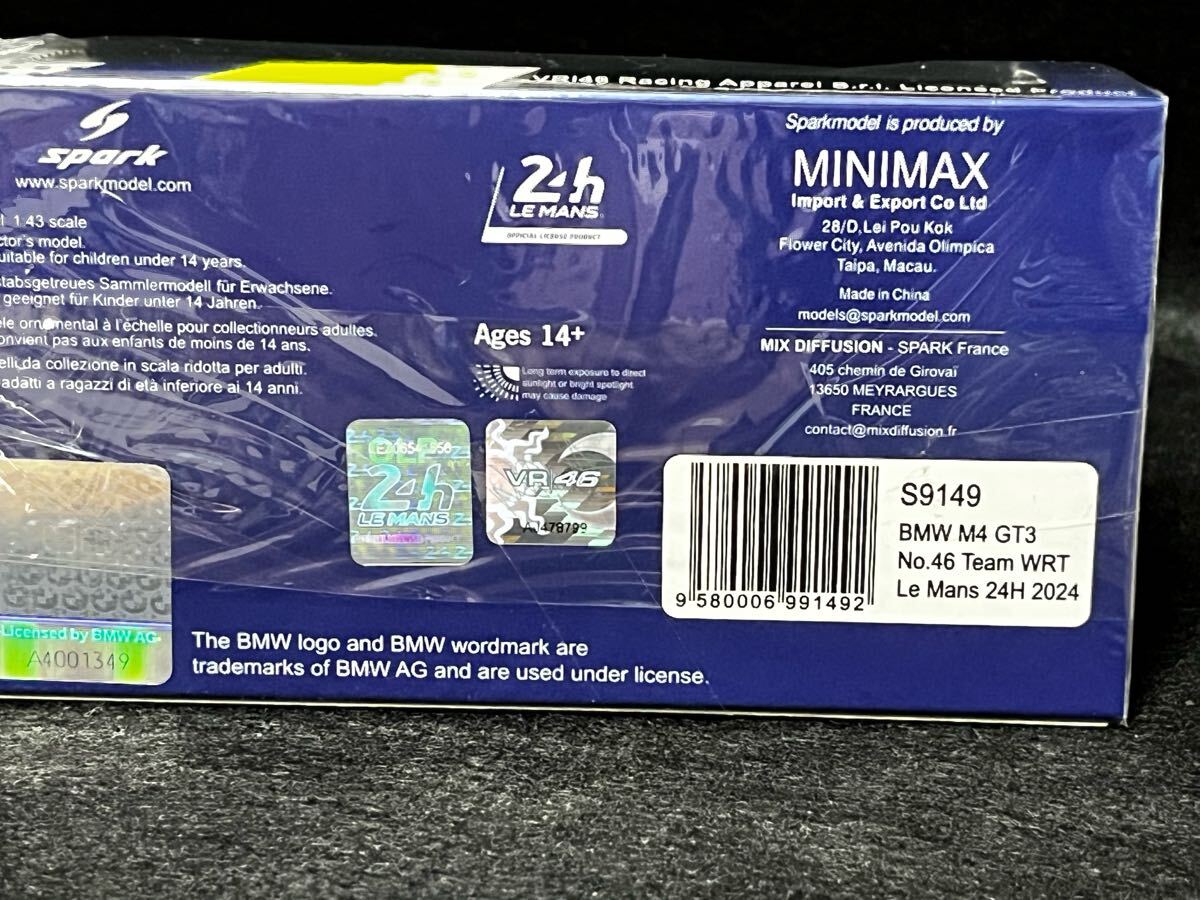 VR|46 Racing Apparel S.r.l. Licensed Product
spark
www.sparkmodel.com
1.43 scale
ctor's model.
uitable for children under 14 years.
stabsgetreues Sammlermodell für Erwachsene.
geeignet für Kinder unter 14 Jahren.
èle ornemental à l'échelle pour collectionneurs adultes.
onvient pas aux enfants de moins de 14 ans.
elli da collezione in scala ridotta per adulti.
adatti a ragazzi di età inferiore ai 14 anni.
24h
LE MANS
OFFICIAL LICENSED PRODUCT
Ages 14+
Long term exposure to direct
sunlight or bright spotlight
may cause damage
Sparkmodel is produced by
MINIMAX
Import & Export Co Ltd
28/D,Lei Pou Kok
Flower City, Avenida Olimpica
Taipa, Macau.
Made in China
models@sparkmodel.com
MIX DIFFUSION - SPARK France
405 chemin de Girovaï
13650 MEYRARGUES
FRANCE
contact@mixdiffusion.fr
24h
LE MANS
VR 46
AJ478799
S9149
BMW M4 GT3
No.46 Team WRT
Le Mans 24H 2024
9 580006 991492
Licensed by BMW AG
A4001349
The BMW logo and BMW wordmark are
trademarks of BMW AG and are used under license.